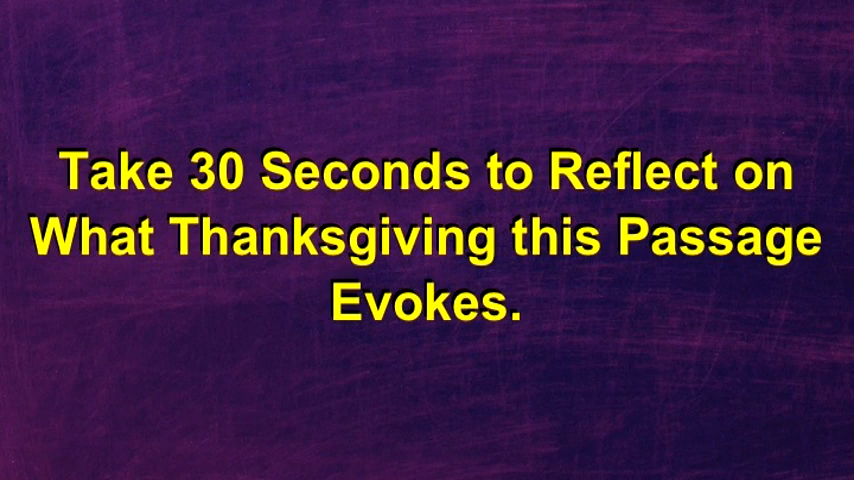 Take 30 Seconds to Reflect on
What Thanksgiving this Passage
Evokes.